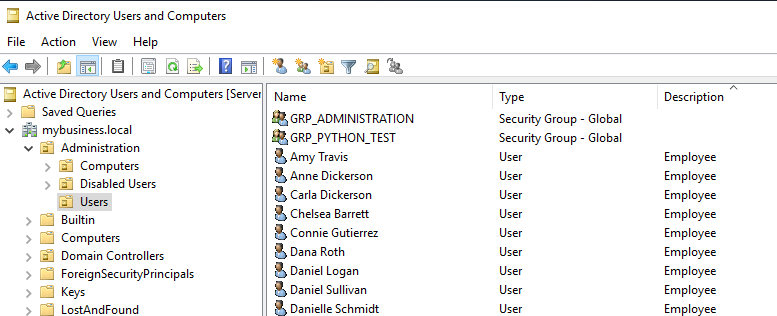 Active Directory Users and Computers
File Action View Help
Active Directory Users and Computers [Server
Saved Queries
mybusiness.local
Administration
Computers
Disabled Users
Users
Builtin
Computers
Domain Controllers
ForeignSecurityPrincipals
Keys
LostAndFound
Name Type Description
GRP_ADMINISTRATION Security Group - Global
GRP_PYTHON_TEST Security Group - Global
Amy Travis User Employee
Anne Dickerson User Employee
Carla Dickerson User Employee
Chelsea Barrett User Employee
Connie Gutierrez User Employee
Dana Roth User Employee
Daniel Logan User Employee
Daniel Sullivan User Employee
Danielle Schmidt User Employee